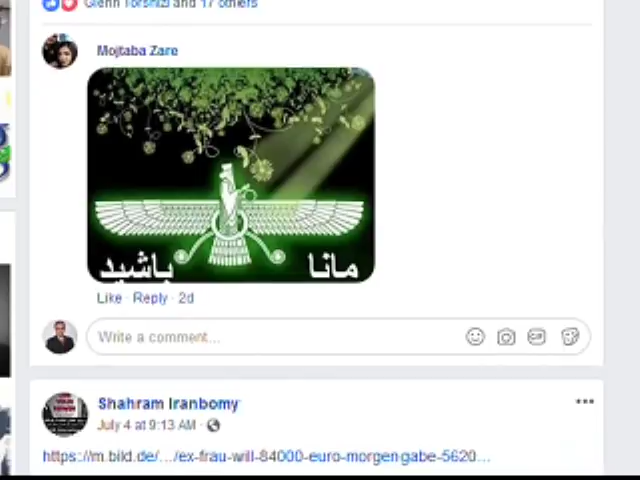 Glenn Torshizi and 17 others
Mojtaba Zare
مانا باشید
Like · Reply · 2d
Write a comment...
GIF
Shahram Iranbomy
July 4 at 9:13 AM ·
https://m.bild.de/.../ex-frau-will-84000-euro-morgengabe-5620...